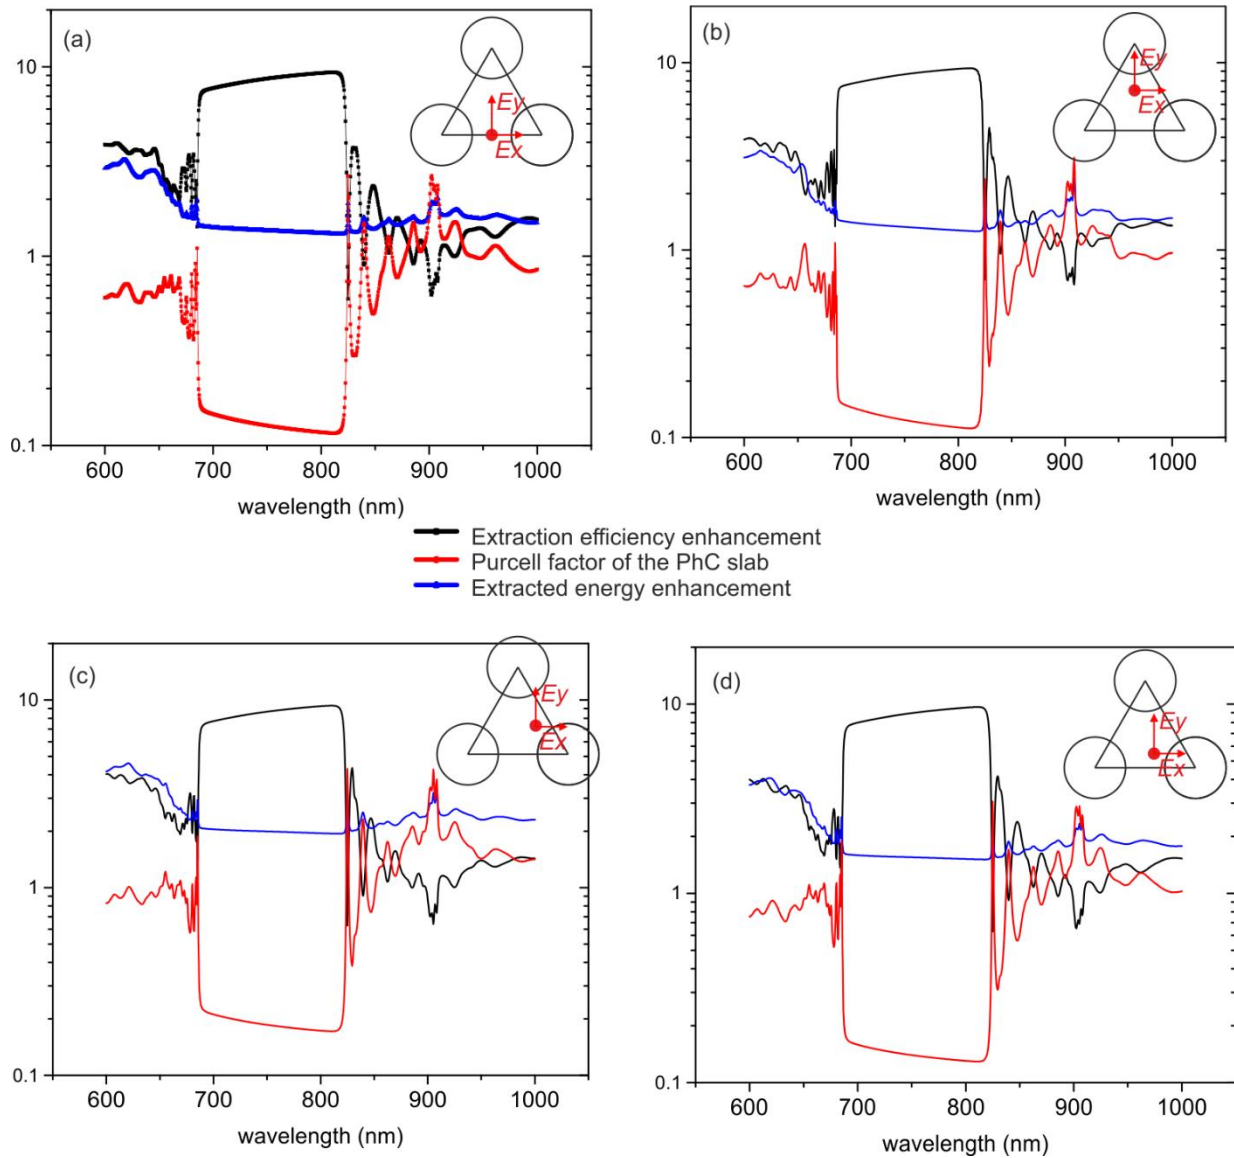 (a)
Ey
Ex
10
1
0.1
600 700 800 900 1000
wavelength (nm)
(b)
Ey
Ex
10
1
0.1
600 700 800 900 1000
wavelength (nm)
Extraction efficiency enhancement
Purcell factor of the PhC slab
Extracted energy enhancement
(c)
Ey
Ex
10
1
0.1
600 700 800 900 1000
wavelength (nm)
(d)
Ey
Ex
10
1
0.1
600 700 800 900 1000
wavelength (nm)